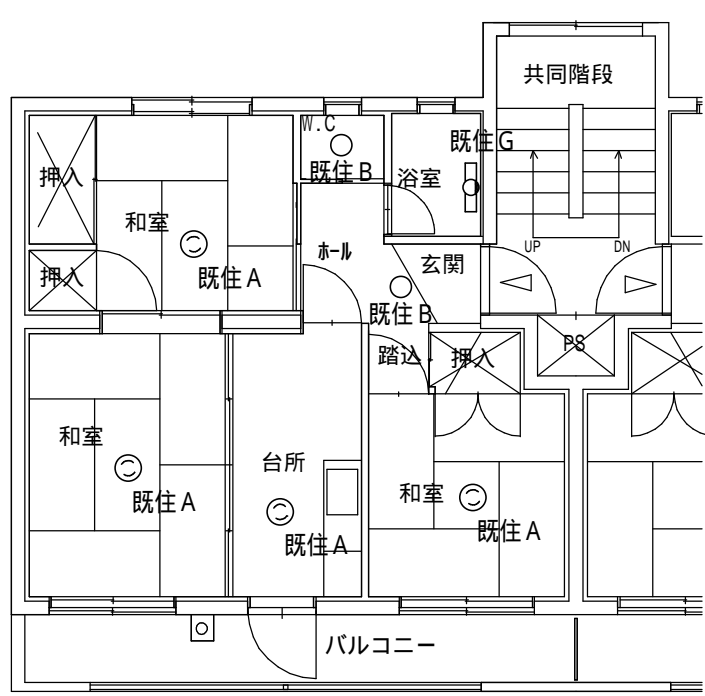 共同階段
W.C
既住G
既住B
浴室
押入
和室
UP
DN
ホール
玄関
押入
既住A
既住B
PS
踏込
押入
和室
台所
和室
既住A
既住A
既住A
バルコニー